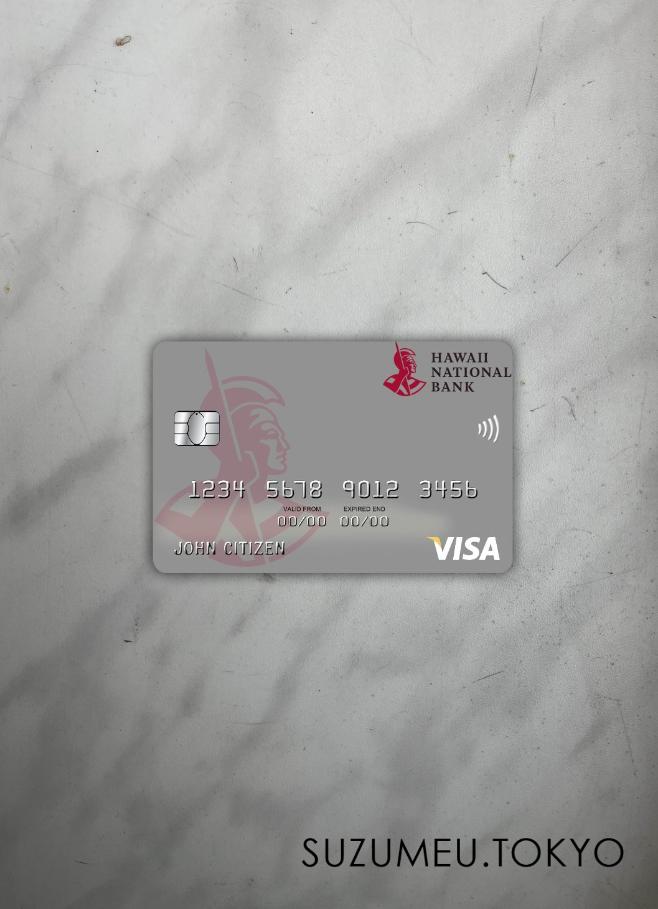 HAWAII
NATIONAL
BANK
1234 5678 9012 3456
VALID FROM EXPIRED END
00/00 00/00
JOHN CITIZEN
VISA
SUZUMEU.TOKYO